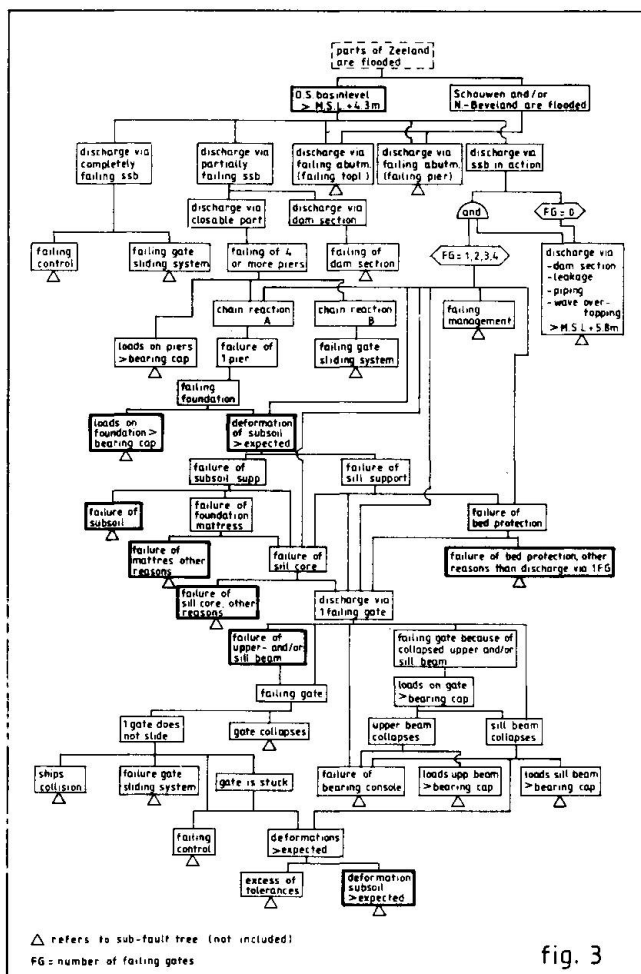 parts of Zeeland
are flooded
O.S. basinlevel
> M.S.L +4.3m
Schouwen and/or
N.-Beveland are flooded
discharge via
completely
failing ssb
discharge via
partially
failing ssb
discharge via
failing abutm.
(failing topl)
discharge via
failing abutm.
(failing pier)
discharge via
ssb in action
discharge via
closable part
discharge via
dam section
and
FG = 0
failing
control
failing gate
sliding system
failing of 4
or more piers
failing of
dam section
FG = 1,2,3,4
discharge via
-dam section
-leakage
-piping
-wave over-
topping
> M.S.L +5.8m
chain reaction
A
chain reaction
B
failing
management
loads on piers
> bearing cap
failure of
1 pier
failing gate
sliding system
failing
foundation
loads on
foundation >
bearing cap
deformation
of subsoil
> expected
failure of
subsoil supp
failure of
sill support
failure of
subsoil
failure of
foundation
mattress
failure of
bed protection
failure of
mattres other
reasons
failure of
sill core
failure of bed protection, other
reasons than discharge via 1FG
failure of
sill core, other
reasons
discharge via
1 failing gate
failure of
upper- and/or
sill beam
failing gate because of
collapsed upper and/or
sill beam
failing gate
loads on gate
> bearing cap
1 gate does
not slide
gate collapses
upper beam
collapses
sill beam
collapses
ships
collision
failure gate
sliding system
gate is stuck
failure of
bearing console
loads upp beam
> bearing cap
loads sill beam
> bearing cap
failing
control
deformations
> expected
excess of
tolerances
deformation
subsoil
> expected
△ refers to sub-fault tree (not included)
FG = number of failing gates
fig. 3